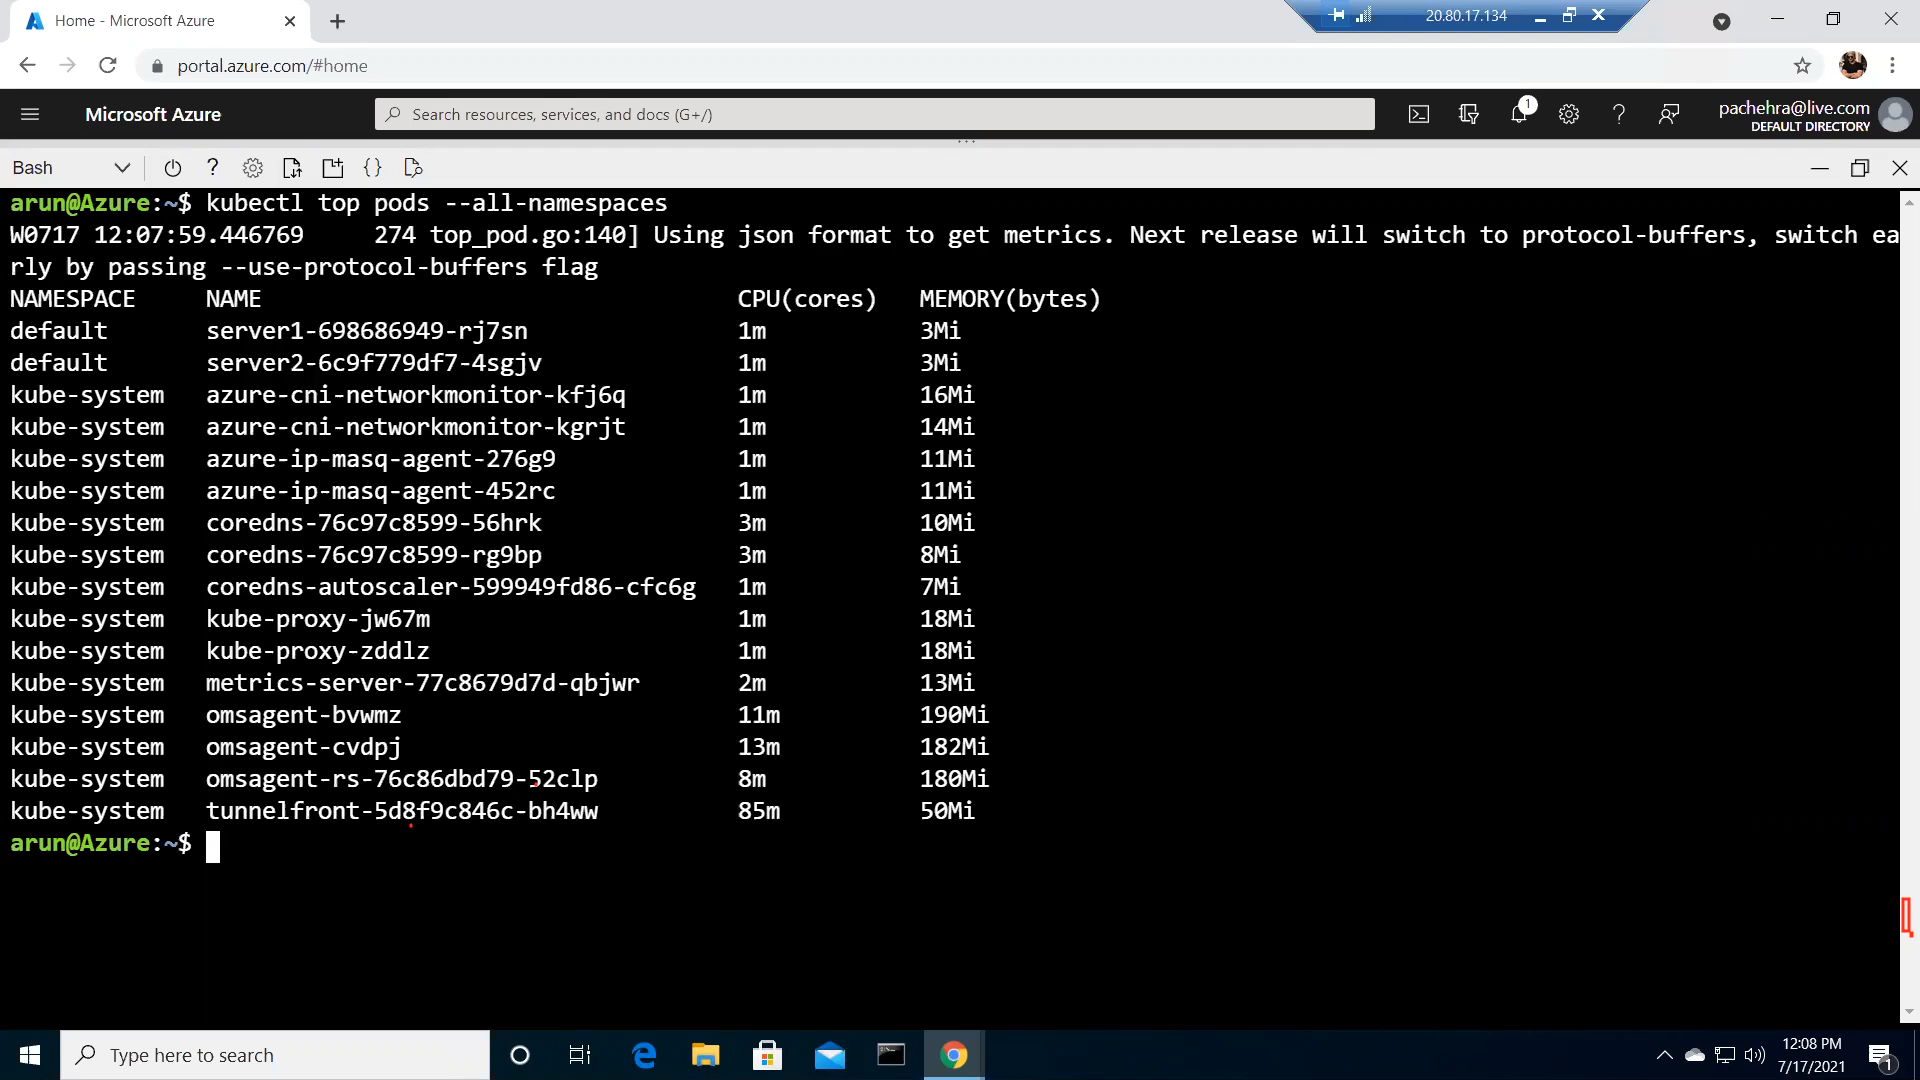 Home - Microsoft Azure
20.80.17.134
portal.azure.com/#home
Microsoft Azure
Search resources, services, and docs (G+/)
1
pachehra@live.com
DEFAULT DIRECTORY
Bash
arun@Azure:~$ kubectl top pods --all-namespaces
W0717 12:07:59.446769     274 top_pod.go:140] Using json format to get metrics. Next release will switch to protocol-buffers, switch ea
rly by passing --use-protocol-buffers flag
NAMESPACE     NAME                                  CPU(cores)   MEMORY(bytes)
default       server1-698686949-rj7sn               1m           3Mi
default       server2-6c9f779df7-4sgjv              1m           3Mi
kube-system   azure-cni-networkmonitor-kfj6q        1m           16Mi
kube-system   azure-cni-networkmonitor-kgrjt        1m           14Mi
kube-system   azure-ip-masq-agent-276g9             1m           11Mi
kube-system   azure-ip-masq-agent-452rc             1m           11Mi
kube-system   coredns-76c97c8599-56hrk              3m           10Mi
kube-system   coredns-76c97c8599-rg9bp              3m           8Mi
kube-system   coredns-autoscaler-599949fd86-cfc6g   1m           7Mi
kube-system   kube-proxy-jw67m                      1m           18Mi
kube-system   kube-proxy-zddlz                      1m           18Mi
kube-system   metrics-server-77c8679d7d-qbjwr       2m           13Mi
kube-system   omsagent-bvwmz                        11m          190Mi
kube-system   omsagent-cvdpj                        13m          182Mi
kube-system   omsagent-rs-76c86dbd79-52clp          8m           180Mi
kube-system   tunnelfront-5d8f9c846c-bh4ww          85m          50Mi
arun@Azure:~$
Type here to search
12:08 PM
7/17/2021
1